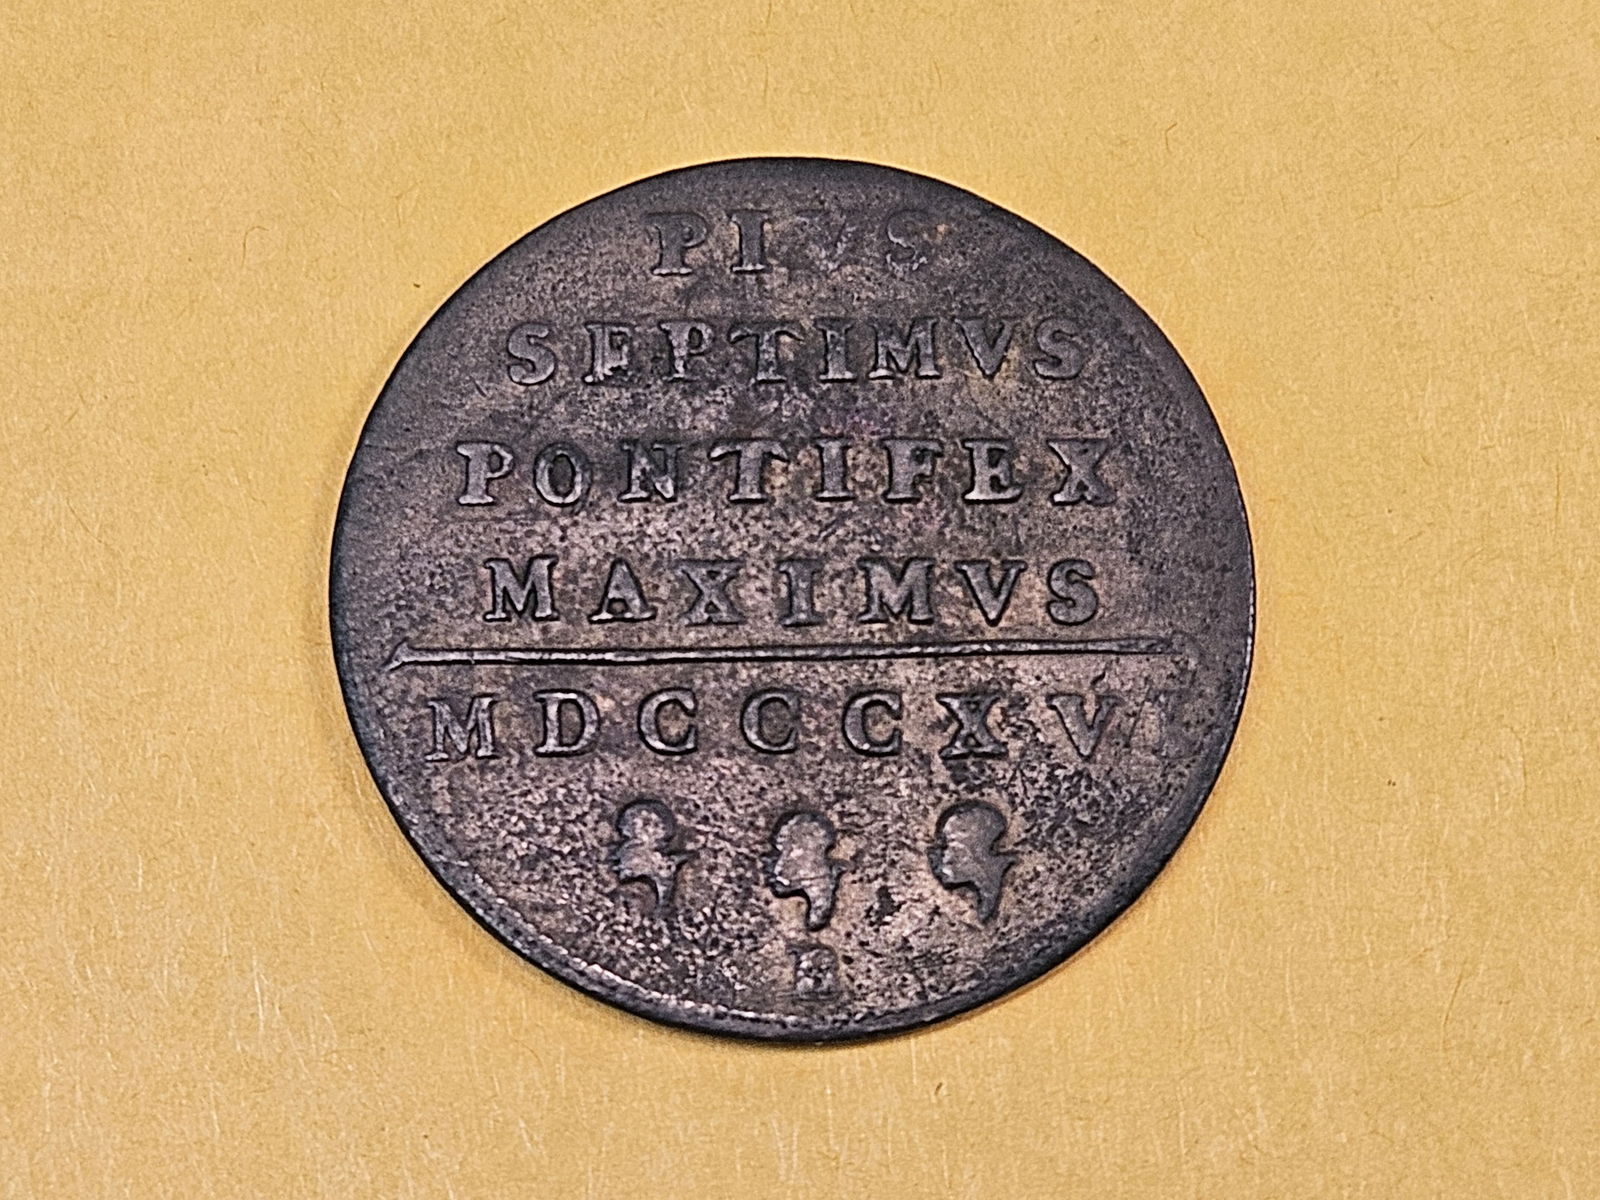 PIVS
SEPTIMVS
PONTIFEX
MAXIMVS
MDCCCXVI
B